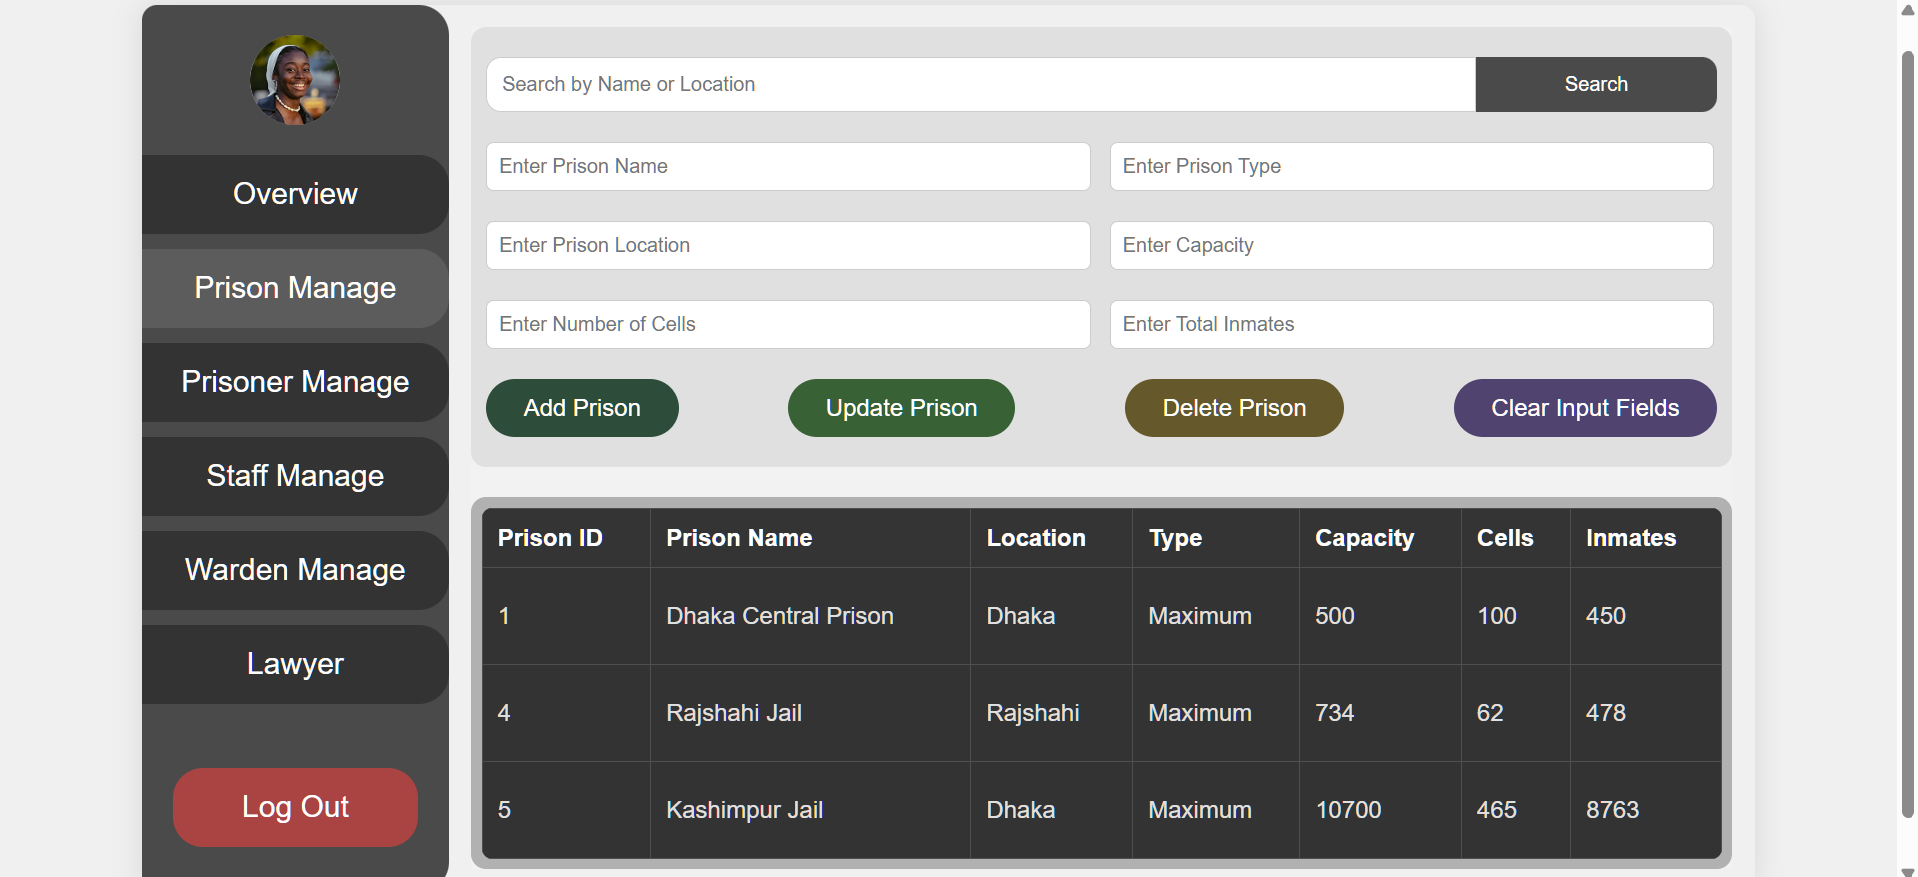 Overview
Prison Manage
Prisoner Manage
Staff Manage
Warden Manage
Lawyer
Log Out
Search by Name or Location Search
Enter Prison Name Enter Prison Type
Enter Prison Location Enter Capacity
Enter Number of Cells Enter Total Inmates
Add Prison Update Prison Delete Prison Clear Input Fields
Prison ID Prison Name Location Type Capacity Cells Inmates
1 Dhaka Central Prison Dhaka Maximum 500 100 450
4 Rajshahi Jail Rajshahi Maximum 734 62 478
5 Kashimpur Jail Dhaka Maximum 10700 465 8763